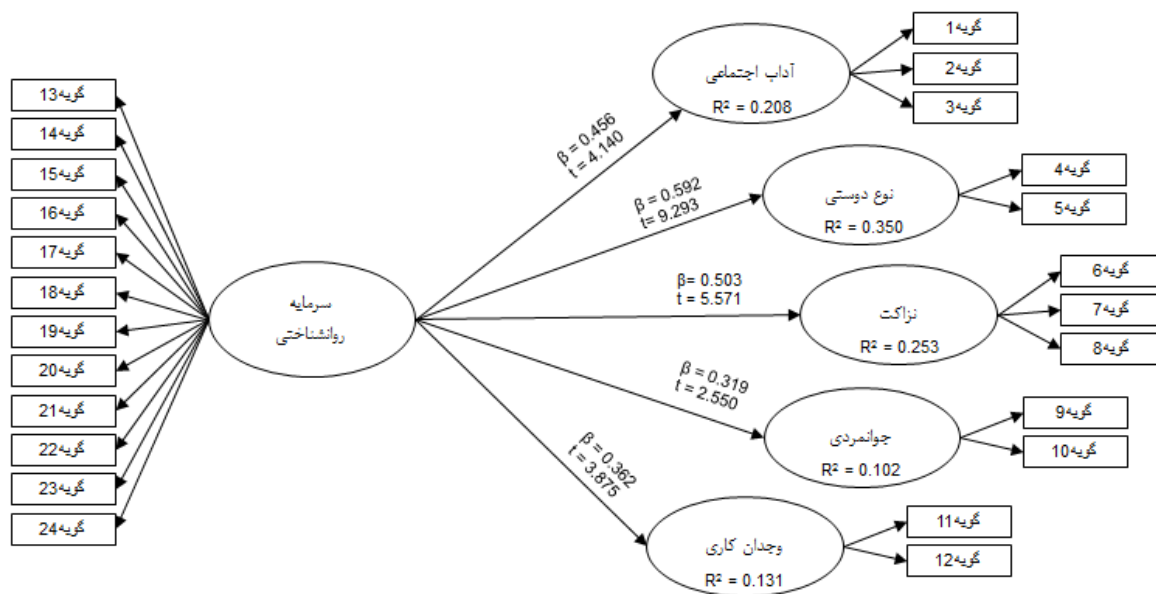 گویه1
گویه2
گویه3
آداب اجتماعی
R² = 0.208
β = 0.456
t = 4.140
گویه4
گویه5
نوع دوستی
R² = 0.350
β = 0.592
t= 9.293
گویه6
گویه7
گویه8
نزاکت
R² = 0.253
β= 0.503
t = 5.571
گویه9
گویه10
جوانمردی
R² = 0.102
β = 0.319
t = 2.550
گویه11
گویه12
وجدان کاری
R² = 0.131
β = 0.362
t = 3.875
سرمایه
روانشناختی
گویه13
گویه14
گویه15
گویه16
گویه17
گویه18
گویه19
گویه20
گویه21
گویه22
گویه23
گویه24